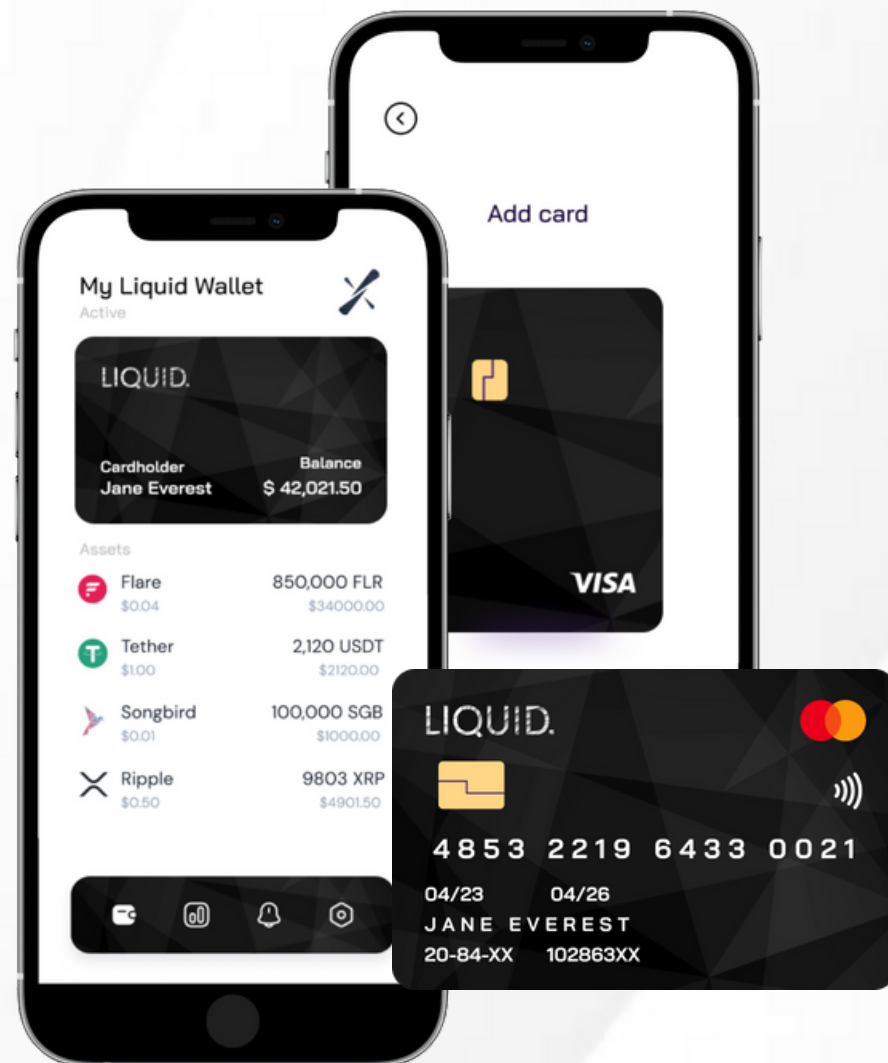 Add card
VISA
My Liquid Wallet
Active
LIQUID.
Cardholder
Balance
Jane Everest
$ 42,021.50
Assets
Flare 850,000 FLR
$0.04 $34000.00
Tether 2,120 USDT
$1.00 $2120.00
Songbird 100,000 SGB
$0.01 $1000.00
Ripple 9803 XRP
$0.50 $4901.50
LIQUID.
4853 2219 6433 0021
04/23 04/26
JANE EVEREST
20-84-XX 102863XX